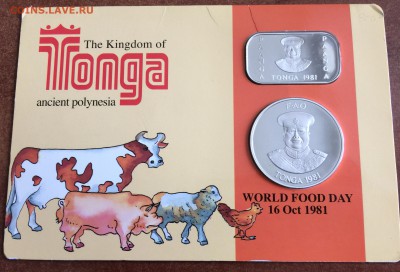 COINS.LAVE.RU
The Kingdom of
Tonga
ancient polynesia
TONGA 1981
FAO
TONGA 1981
WORLD FOOD DAY
16 Oct 1981